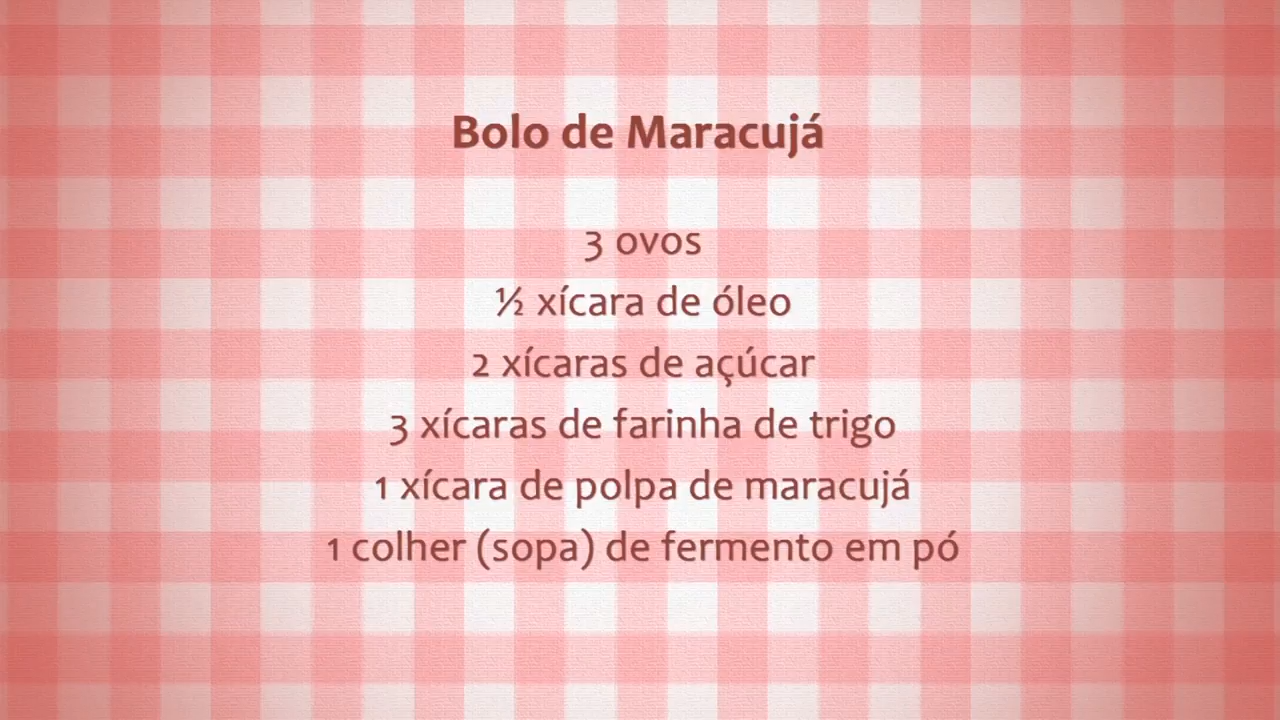 Bolo de Maracujá
3 ovos
½ xícara de óleo
2 xícaras de açúcar
3 xícaras de farinha de trigo
1 xícara de polpa de maracujá
1 colher (sopa) de fermento em pó